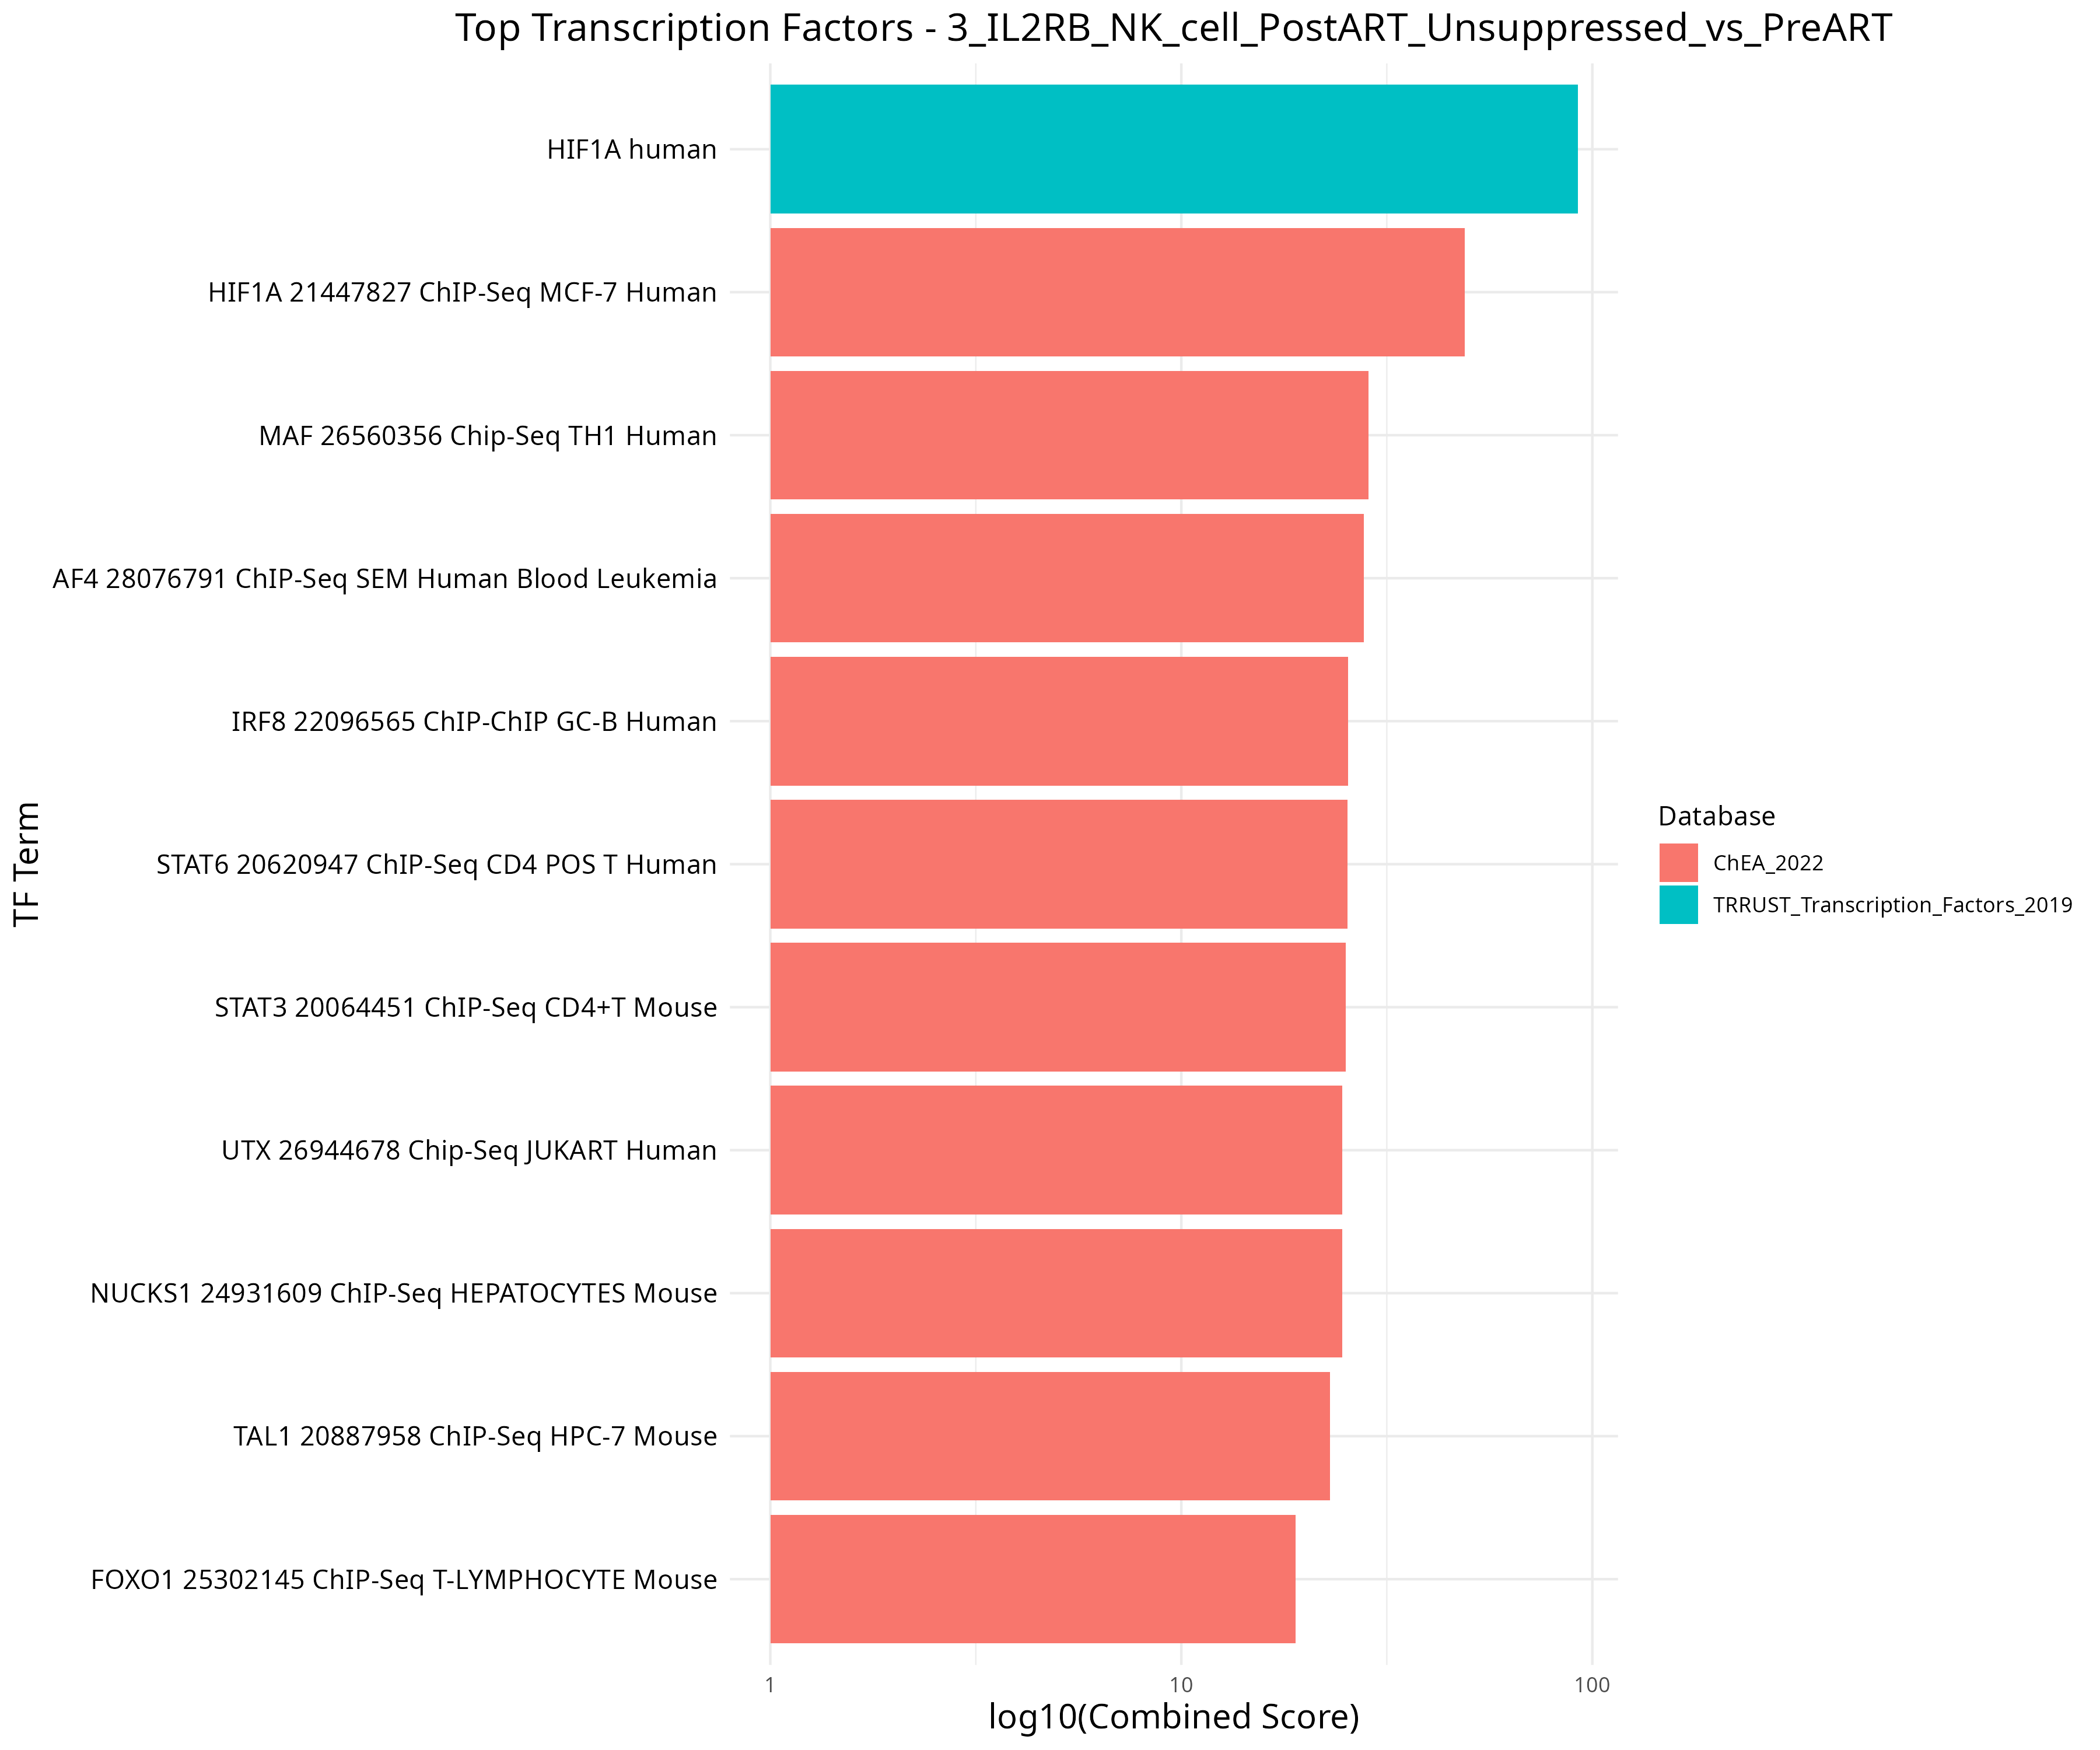 Top Transcription Factors - 3_IL2RB_NK_cell_PostART_Unsuppressed_vs_PreART
TF Term
HIF1A human
HIF1A 21447827 ChIP-Seq MCF-7 Human
MAF 26560356 Chip-Seq TH1 Human
AF4 28076791 ChIP-Seq SEM Human Blood Leukemia
IRF8 22096565 ChIP-ChIP GC-B Human
STAT6 20620947 ChIP-Seq CD4 POS T Human
STAT3 20064451 ChIP-Seq CD4+T Mouse
UTX 26944678 Chip-Seq JUKART Human
NUCKS1 24931609 ChIP-Seq HEPATOCYTES Mouse
TAL1 20887958 ChIP-Seq HPC-7 Mouse
FOXO1 25302145 ChIP-Seq T-LYMPHOCYTE Mouse
1 10 100
log10(Combined Score)
Database
ChEA_2022
TRRUST_Transcription_Factors_2019